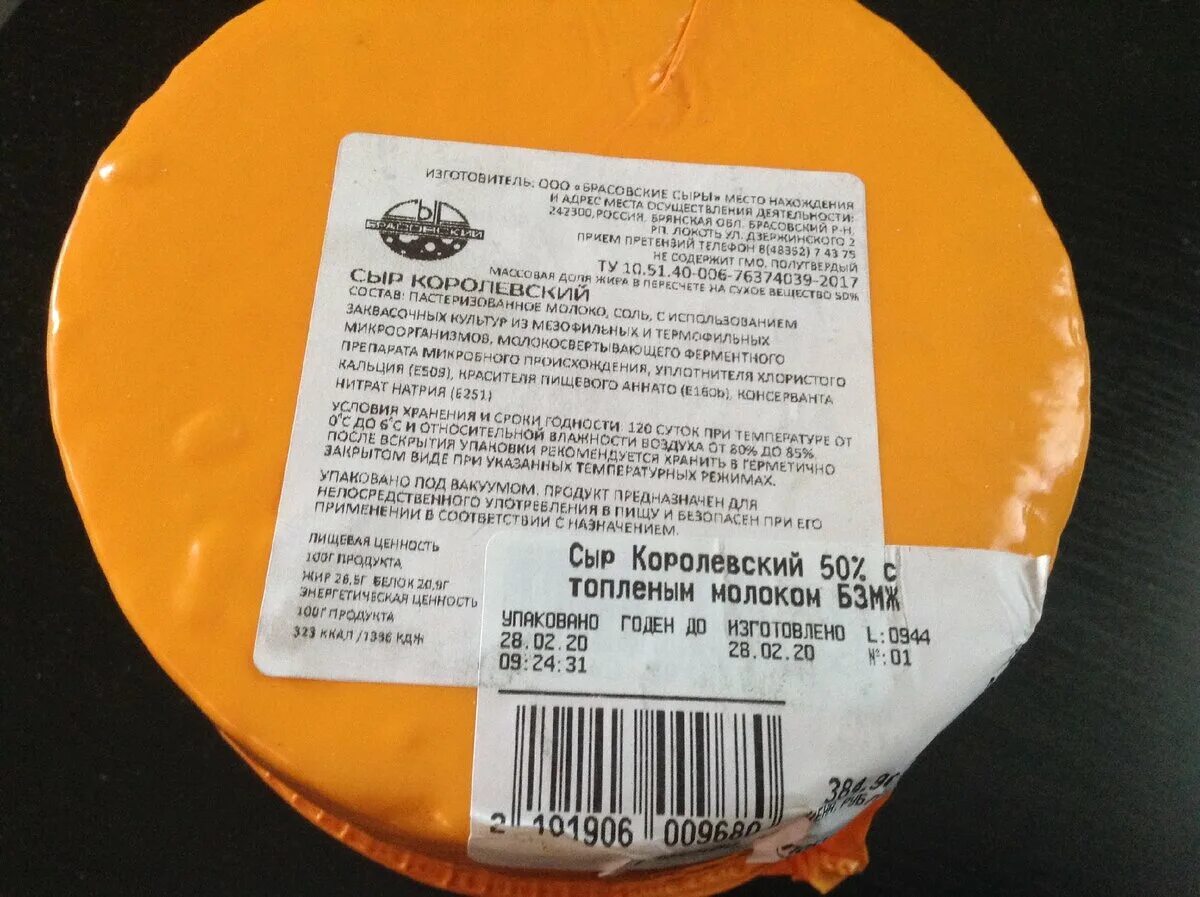 ИЗГОТОВИТЕЛЬ: ООО «БРАСОВСКИЕ СЫРЫ» МЕСТО НАХОЖДЕНИЯ
И АДРЕС МЕСТА ОСУЩЕСТВЛЕНИЯ ДЕЯТЕЛЬНОСТИ:
242300, РОССИЯ, БРЯНСКАЯ ОБЛ. БРАСОВСКИЙ Р-Н,
РП. ЛОКОТЬ УЛ. ДЗЕРЖИНСКОГО 2
ПРИЕМ ПРЕТЕНЗИЙ ТЕЛЕФОН 8(48352) 7 43 75
НЕ СОДЕРЖИТ ГМО. ПОЛУТВЕРДЫЙ
ТУ 10.51.40-006-76374039-2017
МАССОВАЯ ДОЛЯ ЖИРА В ПЕРЕСЧЕТЕ НА СУХОЕ ВЕЩЕСТВО 50%
СЫР
БРАСОВСКИЙ
СЫР КОРОЛЕВСКИЙ
СОСТАВ: ПАСТЕРИЗОВАННОЕ МОЛОКО, СОЛЬ, С ИСПОЛЬЗОВАНИЕМ
ЗАКВАСОЧНЫХ КУЛЬТУР ИЗ МЕЗОФИЛЬНЫХ И ТЕРМОФИЛЬНЫХ
МИКРООРГАНИЗМОВ, МОЛОКОСВЕРТЫВАЮЩЕГО ФЕРМЕНТНОГО
ПРЕПАРАТА МИКРОБНОГО ПРОИСХОЖДЕНИЯ, УПЛОТНИТЕЛЯ ХЛОРИСТОГО
КАЛЬЦИЯ (Е509), КРАСИТЕЛЯ ПИЩЕВОГО АННАТО (Е160b), КОНСЕРВАНТА
НИТРАТ НАТРИЯ (Е251)
УСЛОВИЯ ХРАНЕНИЯ И СРОКИ ГОДНОСТИ: 120 СУТОК ПРИ ТЕМПЕРАТУРЕ ОТ
0°С ДО 6°С И ОТНОСИТЕЛЬНОЙ ВЛАЖНОСТИ ВОЗДУХА ОТ 80% ДО 85%.
ПОСЛЕ ВСКРЫТИЯ УПАКОВКИ РЕКОМЕНДУЕТСЯ ХРАНИТЬ В ГЕРМЕТИЧНО
ЗАКРЫТОМ ВИДЕ ПРИ УКАЗАННЫХ ТЕМПЕРАТУРНЫХ РЕЖИМАХ.
УПАКОВАНО ПОД ВАКУУМОМ. ПРОДУКТ ПРЕДНАЗНАЧЕН ДЛЯ
НЕПОСРЕДСТВЕННОГО УПОТРЕБЛЕНИЯ В ПИЩУ И БЕЗОПАСЕН ПРИ ЕГО
ПРИМЕНЕНИИ В СООТВЕТСТВИИ С НАЗНАЧЕНИЕМ.
ПИЩЕВАЯ ЦЕННОСТЬ
100Г ПРОДУКТА
ЖИР 26,5Г БЕЛОК 20,9Г
ЭНЕРГЕТИЧЕСКАЯ ЦЕННОСТЬ
100Г ПРОДУКТА
323 ККАЛ /1336 КДЖ
Сыр Королевский 50% с
топленым молоком БЗМЖ
УПАКОВАНО ГОДЕН ДО ИЗГОТОВЛЕНО L:0944
28.02.20 28.02.20 №:01
09:24:31
2 101906 009680